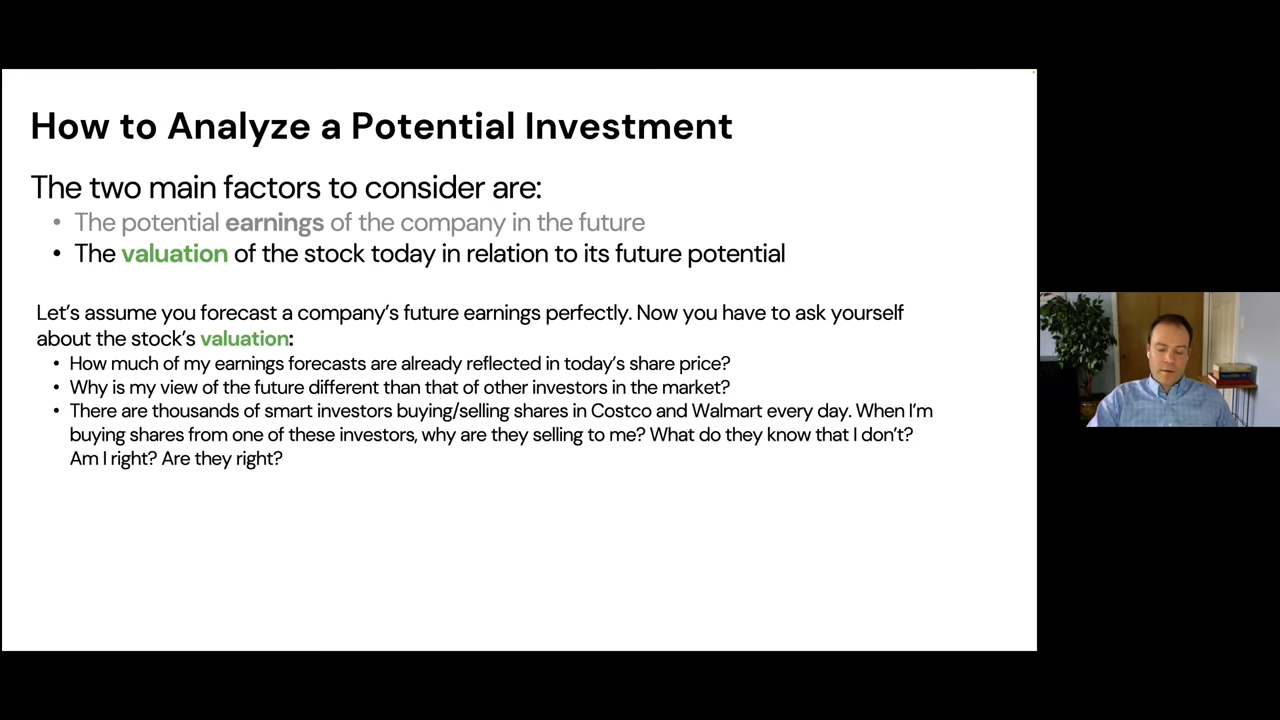 How to Analyze a Potential Investment
The two main factors to consider are:
• The potential earnings of the company in the future
• The valuation of the stock today in relation to its future potential
Let's assume you forecast a company's future earnings perfectly. Now you have to ask yourself
about the stock's valuation:
• How much of my earnings forecasts are already reflected in today's share price?
• Why is my view of the future different than that of other investors in the market?
• There are thousands of smart investors buying/selling shares in Costco and Walmart every day. When I'm
buying shares from one of these investors, why are they selling to me? What do they know that I don't?
Am I right? Are they right?